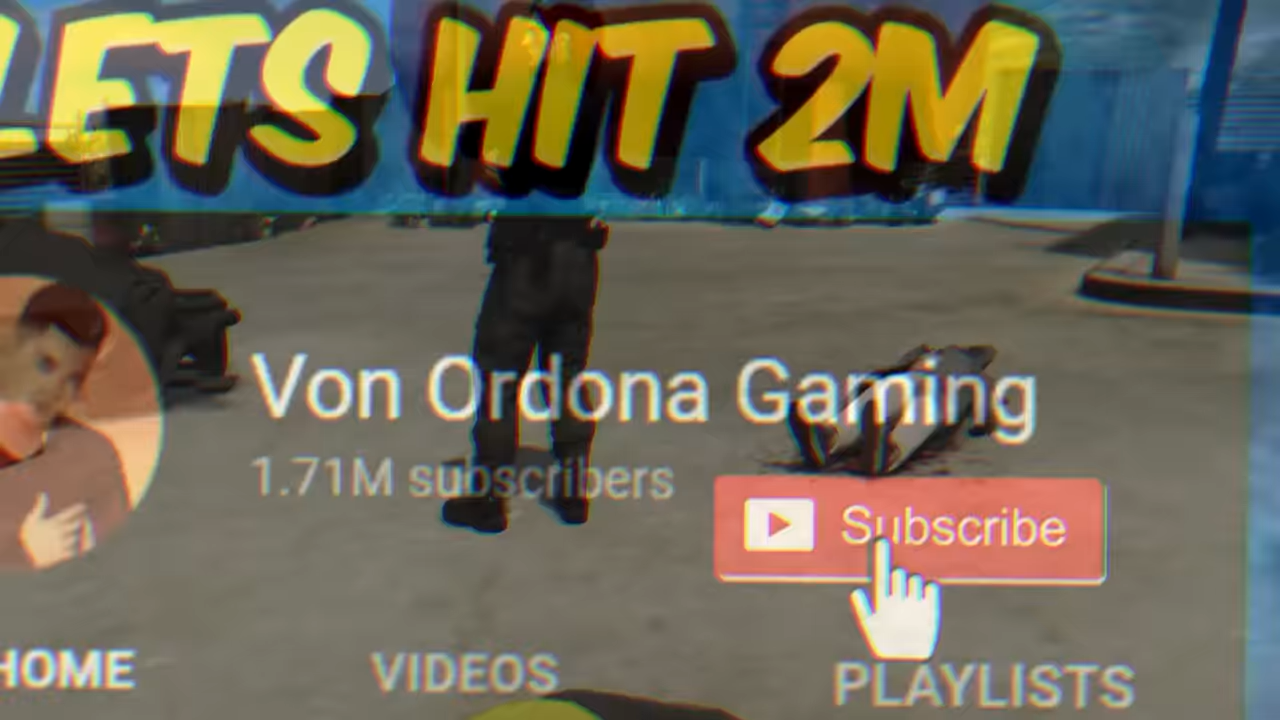 LETS HIT 2M
Von Ordona Gaming
1.71M subscribers
Subscribe
HOME VIDEOS PLAYLISTS